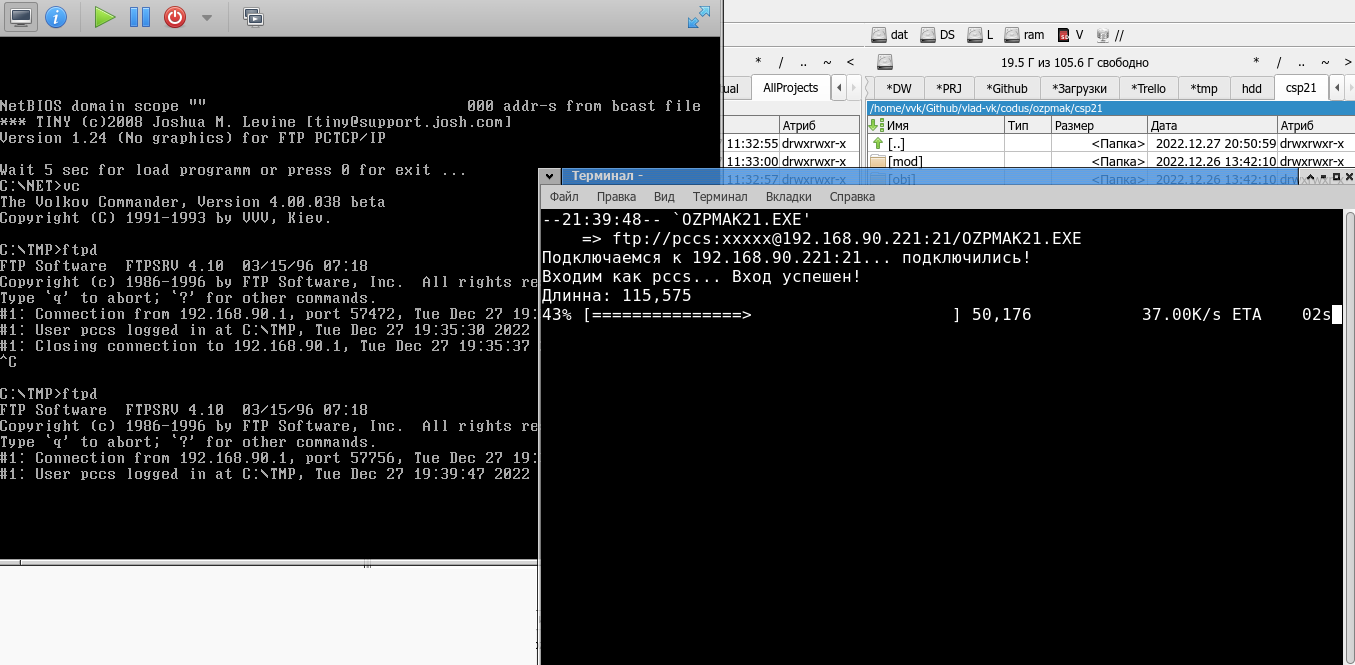 NetBIOS domain scope "" 000 addr-s from bcast file
*** TINY (c)2008 Joshua M. Levine [tiny@support.josh.com]
Version 1.24 (No graphics) for FTP PCTCP/IP
Wait 5 sec for load programm or press 0 for exit ...
C:\NET>vc
The Volkov Commander, Version 4.00.038 beta
Copyright (C) 1991-1993 by VVV, Kiev.
C:\TMP>ftpd
FTP Software FTPSRV 4.10 03/15/96 07:18
Copyright (c) 1986-1996 by FTP Software, Inc. All rights re
Type `q' to abort; `?' for other commands.
#1: Connection from 192.168.90.1, port 57472, Tue Dec 27 19:
#1: User pccs logged in at C:\TMP, Tue Dec 27 19:35:30 2022
#1: Closing connection to 192.168.90.1, Tue Dec 27 19:35:37
^C
C:\TMP>ftpd
FTP Software FTPSRV 4.10 03/15/96 07:18
Copyright (c) 1986-1996 by FTP Software, Inc. All rights re
Type `q' to abort; `?' for other commands.
#1: Connection from 192.168.90.1, port 57756, Tue Dec 27 19:
#1: User pccs logged in at C:\TMP, Tue Dec 27 19:39:47 2022
dat DS L ram V //
* / .. ~ < 19.5 Г из 105.6 Г свободно * / .. ~ >
ual AllProjects *DW *PRJ *Github *Загрузки *Trello *tmp hdd csp21
/home/vvk/Github/vlad-vk/codus/ozpmak/csp21
Атриб Имя Тип Размер Дата Атриб
11:32:55 drwxrwxr-x [..] <Папка> 2022.12.27 20:50:59 drwxrwxr-x
11:33:00 drwxrwxr-x [mod] <Папка> 2022.12.26 13:42:10 drwxrwxr-x
11:32:57 drwxrwxr-x [obj] <Папка> 2022.12.26 13:42:10 drwxrwxr-x
Терминал -
Файл Правка Вид Терминал Вкладки Справка
--21:39:48-- `OZPMAK21.EXE'
=> ftp://pccs:xxxxx@192.168.90.221:21/OZPMAK21.EXE
Подключаемся к 192.168.90.221:21... подключились!
Входим как pccs... Вход успешен!
Длинна: 115,575
43% [===============> ] 50,176 37.00K/s ETA 02s